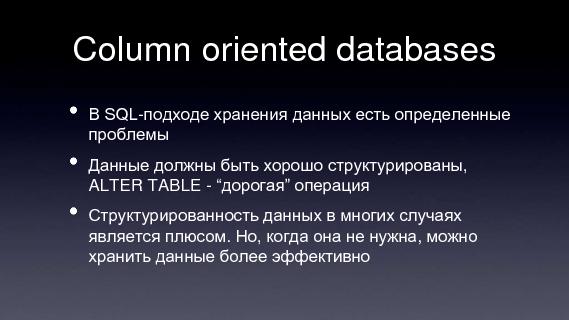 Column oriented databases
• В SQL-подходе хранения данных есть определенные
проблемы
• Данные должны быть хорошо структурированы,
ALTER TABLE - “дорогая” операция
• Структурированность данных в многих случаях
является плюсом. Но, когда она не нужна, можно
хранить данные более эффективно